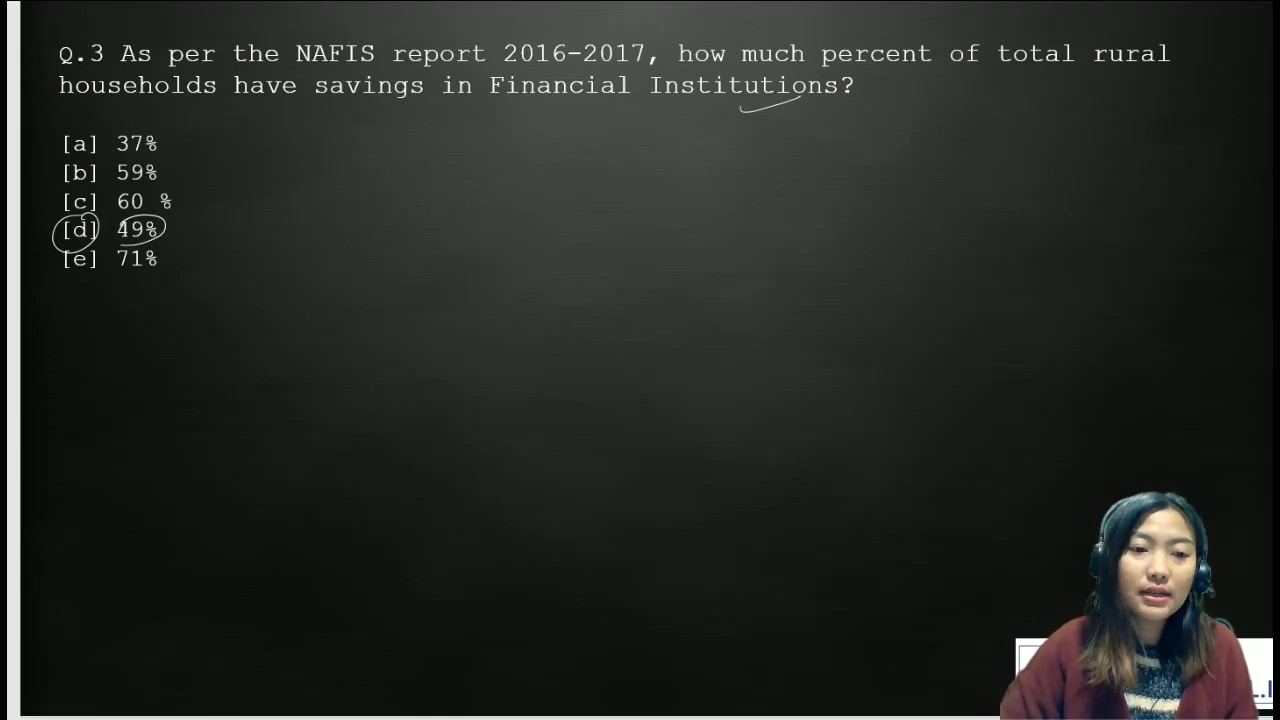 Q.3 As per the NAFIS report 2016-2017, how much percent of total rural
households have savings in Financial Institutions?
[a] 37%
[b] 59%
[c] 60 %
[d] 49%
[e] 71%